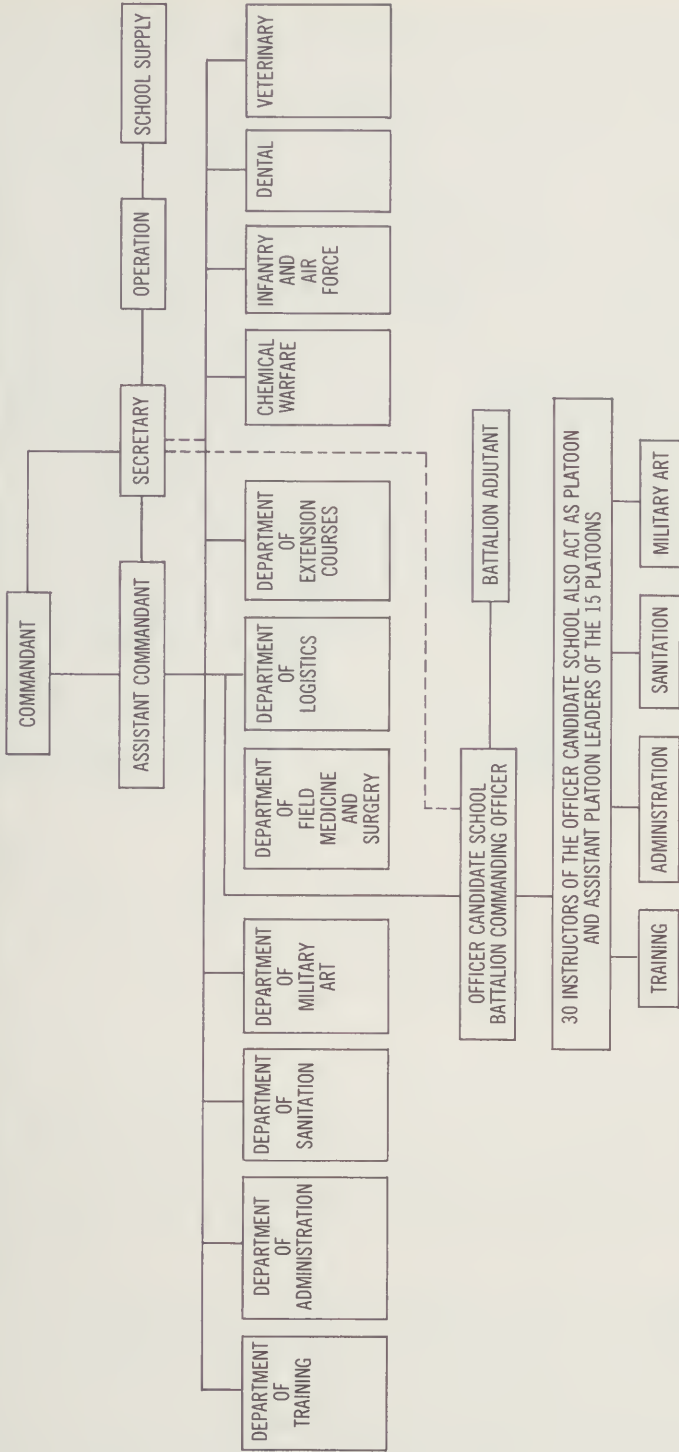 COMMANDANT
ASSISTANT COMMANDANT
SECRETARY
OPERATION
SCHOOL SUPPLY
DEPARTMENT
OF
TRAINING
DEPARTMENT
OF
ADMINISTRATION
DEPARTMENT
OF
SANITATION
DEPARTMENT
OF
MILITARY
ART
DEPARTMENT
OF
FIELD
MEDICINE
AND
SURGERY
DEPARTMENT
OF
LOGISTICS
DEPARTMENT
OF
EXTENSION
COURSES
CHEMICAL
WARFARE
INFANTRY
AND
AIR
FORCE
DENTAL
VETERINARY
OFFICER CANDIDATE SCHOOL
BATTALION COMMANDING OFFICER
BATTALION ADJUTANT
30 INSTRUCTORS OF THE OFFICER CANDIDATE SCHOOL ALSO ACT AS PLATOON
AND ASSISTANT PLATOON LEADERS OF THE 15 PLATOONS
TRAINING
ADMINISTRATION
SANITATION
MILITARY ART